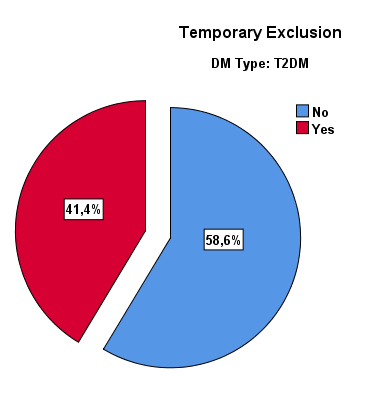 Temporary Exclusion
DM Type: T2DM
No
Yes
41,4%
58,6%